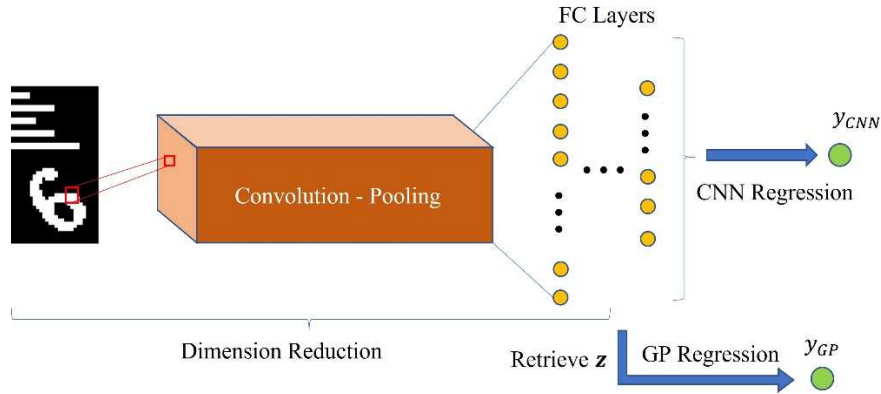 FC Layers
y_CNN
Convolution - Pooling
CNN Regression
Dimension Reduction
Retrieve z
GP Regression
y_GP